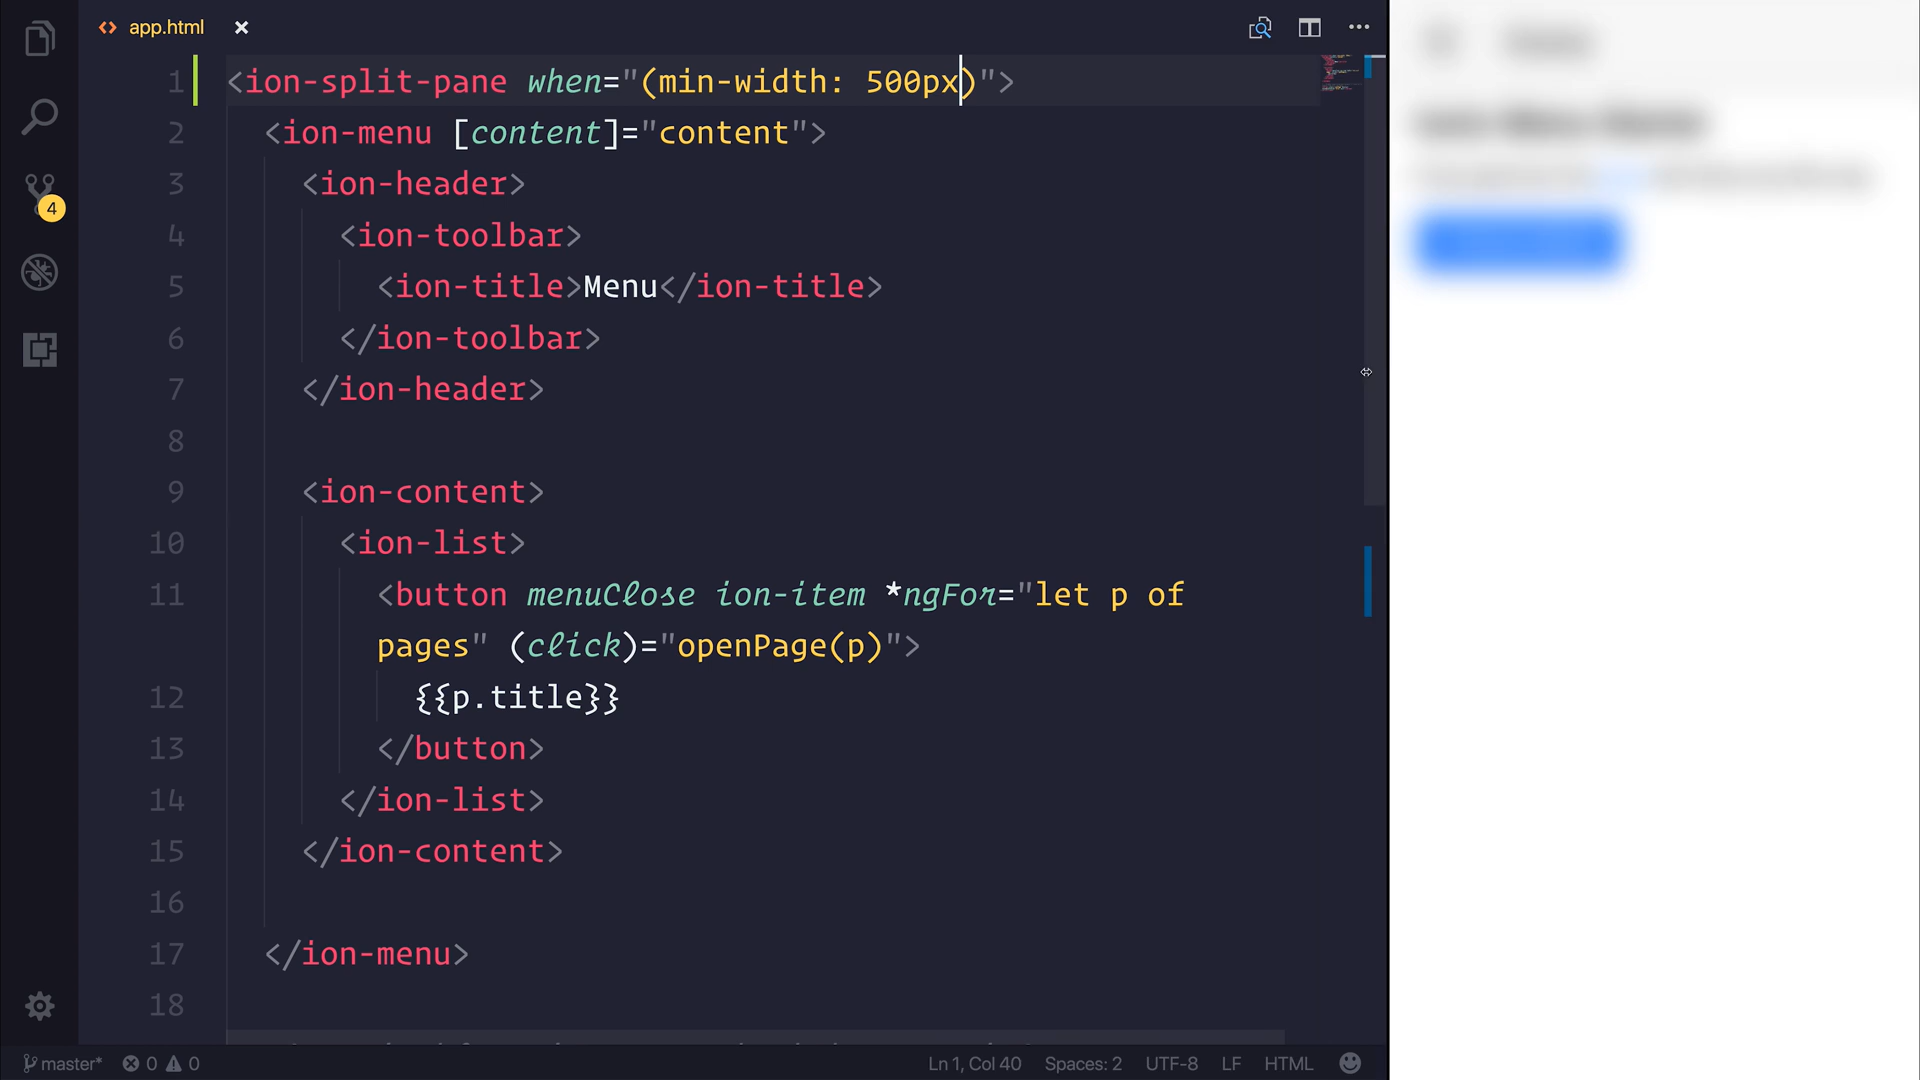 <> app.html ×
1 <ion-split-pane when="(min-width: 500px)">
2 <ion-menu [content]="content">
3 <ion-header>
4 <ion-toolbar>
5 <ion-title>Menu</ion-title>
6 </ion-toolbar>
7 </ion-header>
8
9 <ion-content>
10 <ion-list>
11 <button menuClose ion-item *ngFor="let p of
pages" (click)="openPage(p)">
12 {{p.title}}
13 </button>
14 </ion-list>
15 </ion-content>
16
17 </ion-menu>
18
4
master* 0 0 Ln 1, Col 40 Spaces: 2 UTF-8 LF HTML